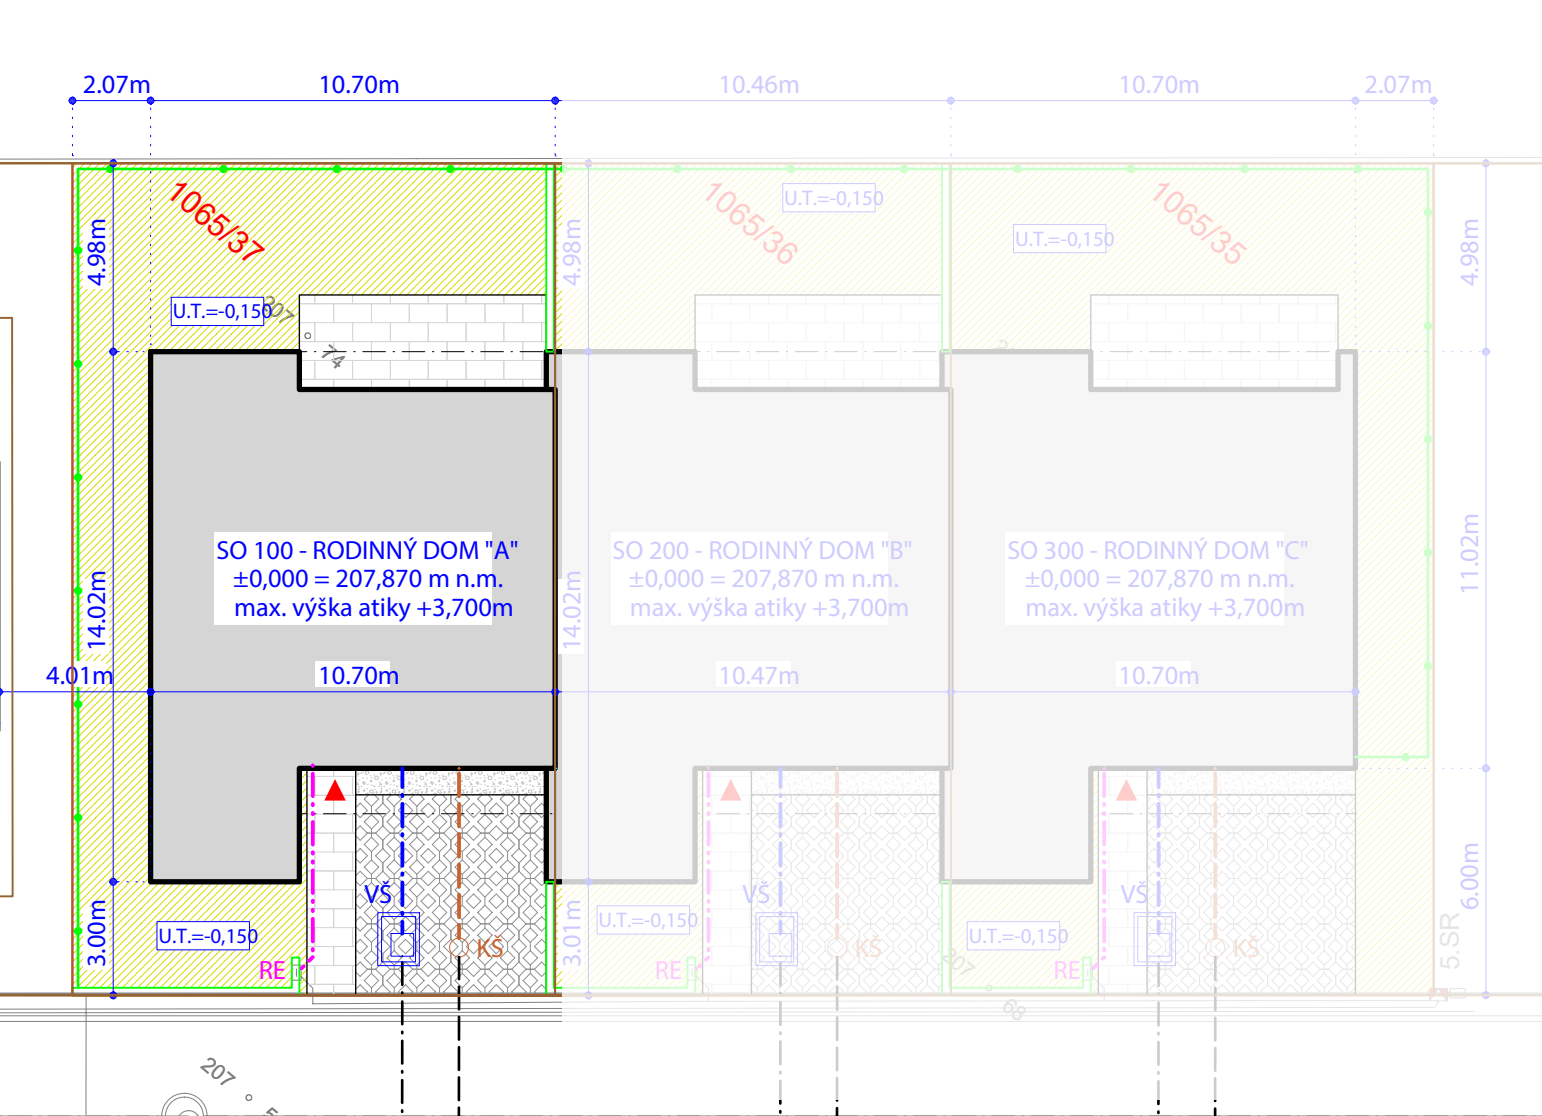 2.07m
10.70m
10.46m
10.70m
2.07m
1065/37
1065/36
1065/35
U.T.=-0,150
U.T.=-0,150
4.98m
4.98m
4.98m
U.T.=-0,150
207
74
SO 100 - RODINNÝ DOM "A"
±0,000 = 207,870 m n.m.
max. výška atiky +3,700m
SO 200 - RODINNÝ DOM "B"
±0,000 = 207,870 m n.m.
max. výška atiky +3,700m
SO 300 - RODINNÝ DOM "C"
±0,000 = 207,870 m n.m.
max. výška atiky +3,700m
14.02m
14.02m
11.02m
4.01m
10.70m
10.47m
10.70m
VŠ
VŠ
VŠ
6.00m
3.00m
U.T.=-0,150
3.01m
U.T.=-0,150
U.T.=-0,150
KŠ
KŠ
KŠ
5.SR
RE
RE
RE
207
68
207
5